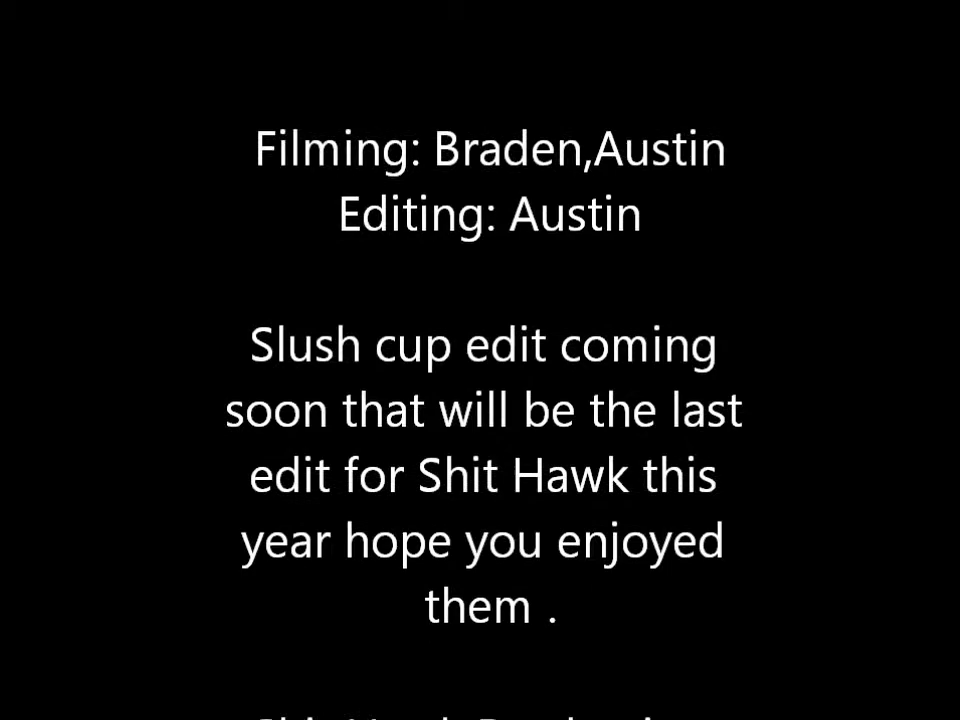 Filming: Braden,Austin
Editing: Austin
Slush cup edit coming
soon that will be the last
edit for Shit Hawk this
year hope you enjoyed
them .